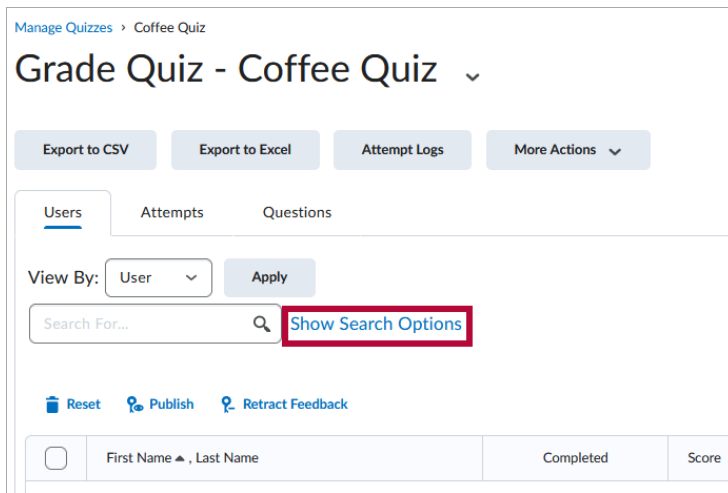 Manage Quizzes › Coffee Quiz
Grade Quiz - Coffee Quiz
Export to CSV Export to Excel Attempt Logs More Actions
Users Attempts Questions
View By: User Apply
Search For... Show Search Options
Reset Publish Retract Feedback
First Name , Last Name Completed Score